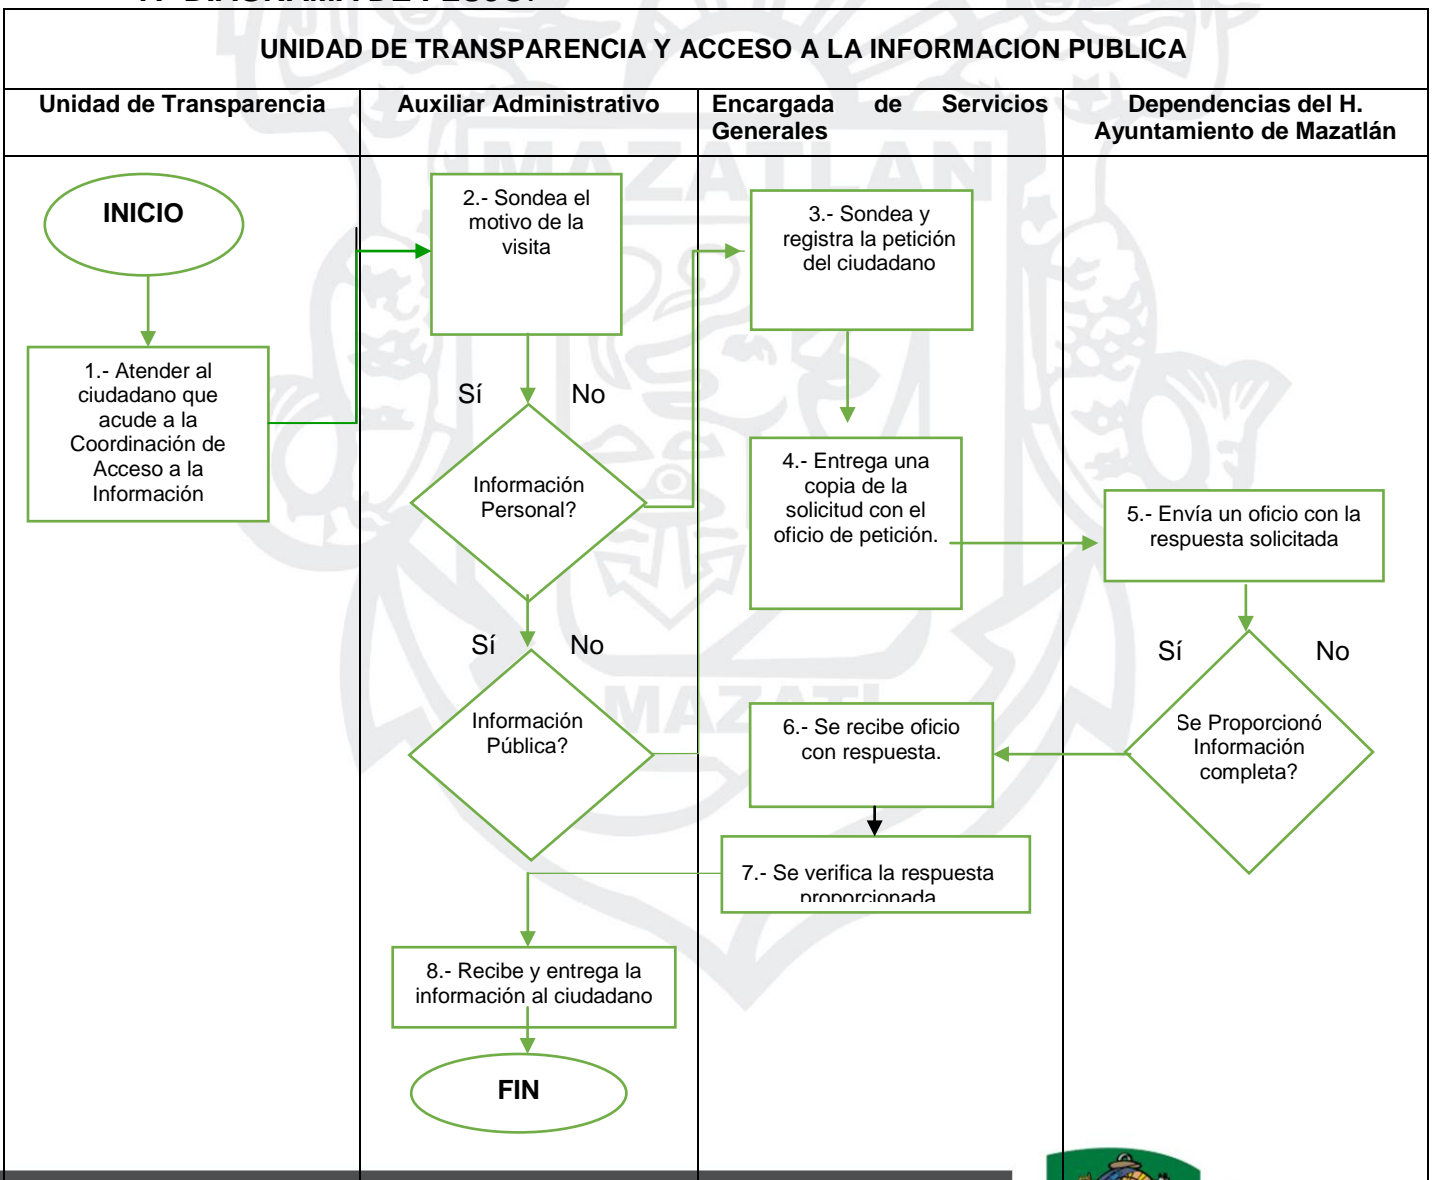 UNIDAD DE TRANSPARENCIA Y ACCESO A LA INFORMACION PUBLICA
Unidad de Transparencia
Auxiliar Administrativo
Encargada de Servicios
Generales
Dependencias del H.
Ayuntamiento de Mazatlán
INICIO
1.- Atender al
ciudadano que
acude a la
Coordinación de
Acceso a la
Información
2.- Sondea el
motivo de la
visita
Sí
No
Información
Personal?
Sí
No
Información
Pública?
3.- Sondea y
registra la petición
del ciudadano
4.- Entrega una
copia de la
solicitud con el
oficio de petición.
5.- Envía un oficio con la
respuesta solicitada
Sí
No
Se Proporcionó
Información
completa?
6.- Se recibe oficio
con respuesta.
7.- Se verifica la respuesta
proporcionada
8.- Recibe y entrega la
información al ciudadano
FIN
MAZATLAN
MAZATL